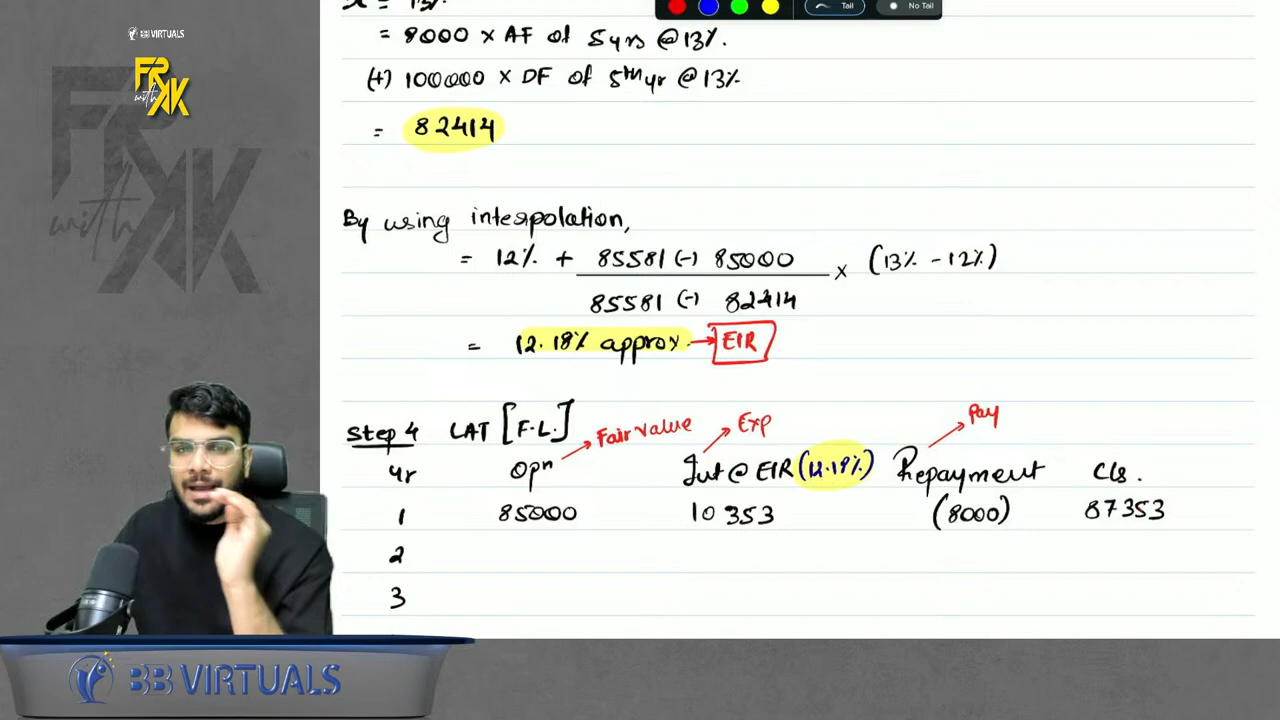 Tail
No Tail
BB VIRTUALS
FR
with
AK
= 13%.
= 8000 X AF of 5 yrs @ 13%.
(+) 100000 X DF of 5th yr @ 13%
= 82414
By using interpolation,
= 12% + 85581 (-) 85000 X (13% - 12%)
85581 (-) 82414
= 12.18% approx. → EIR
Step 4 LAT [F.L.] Fair value Exp Pay
Yr Opn Int @ EIR (12.18%) Repayment Cls.
1 85000 10353 (8000) 87353
2
3
BB VIRTUALS